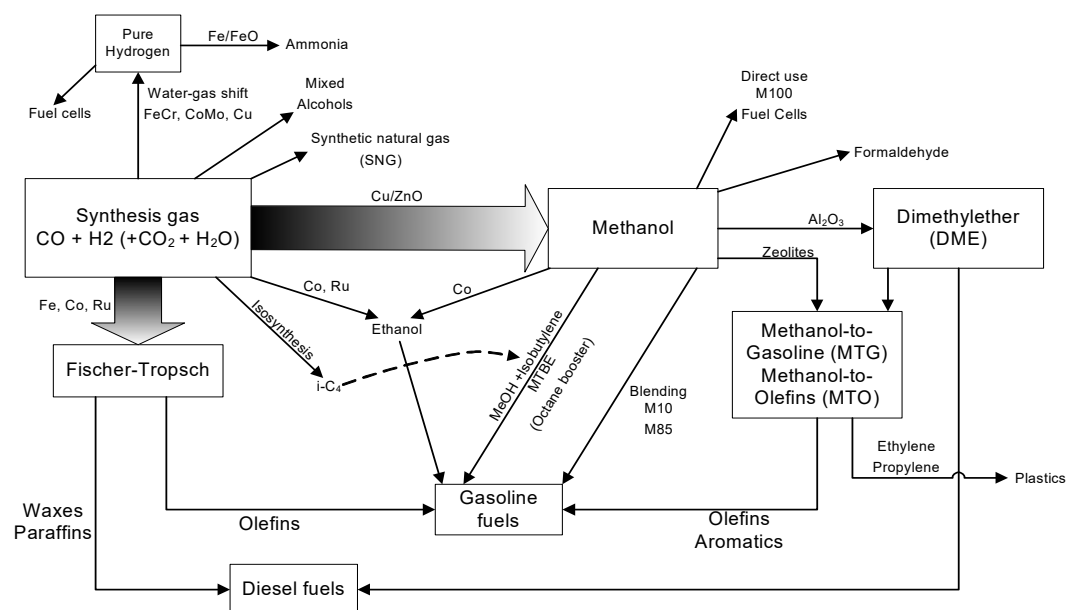 Pure
Hydrogen
Fe/FeO
Ammonia
Fuel cells
Water-gas shift
FeCr, CoMo, Cu
Mixed
Alcohols
Synthetic natural gas
(SNG)
Direct use
M100
Fuel Cells
Formaldehyde
Synthesis gas
CO + H2 (+CO₂ + H₂O)
Cu/ZnO
Methanol
Al₂O₃
Dimethylether
(DME)
Zeolites
Fe, Co, Ru
Isosynthesis
Co, Ru
Co
Ethanol
Fischer-Tropsch
i-C₄
MeOH +Isobutylene
MTBE
(Octane booster)
Blending
M10
M85
Methanol-to-
Gasoline (MTG)
Methanol-to-
Olefins (MTO)
Ethylene
Propylene
Plastics
Waxes
Paraffins
Olefins
Gasoline
fuels
Olefins
Aromatics
Diesel fuels